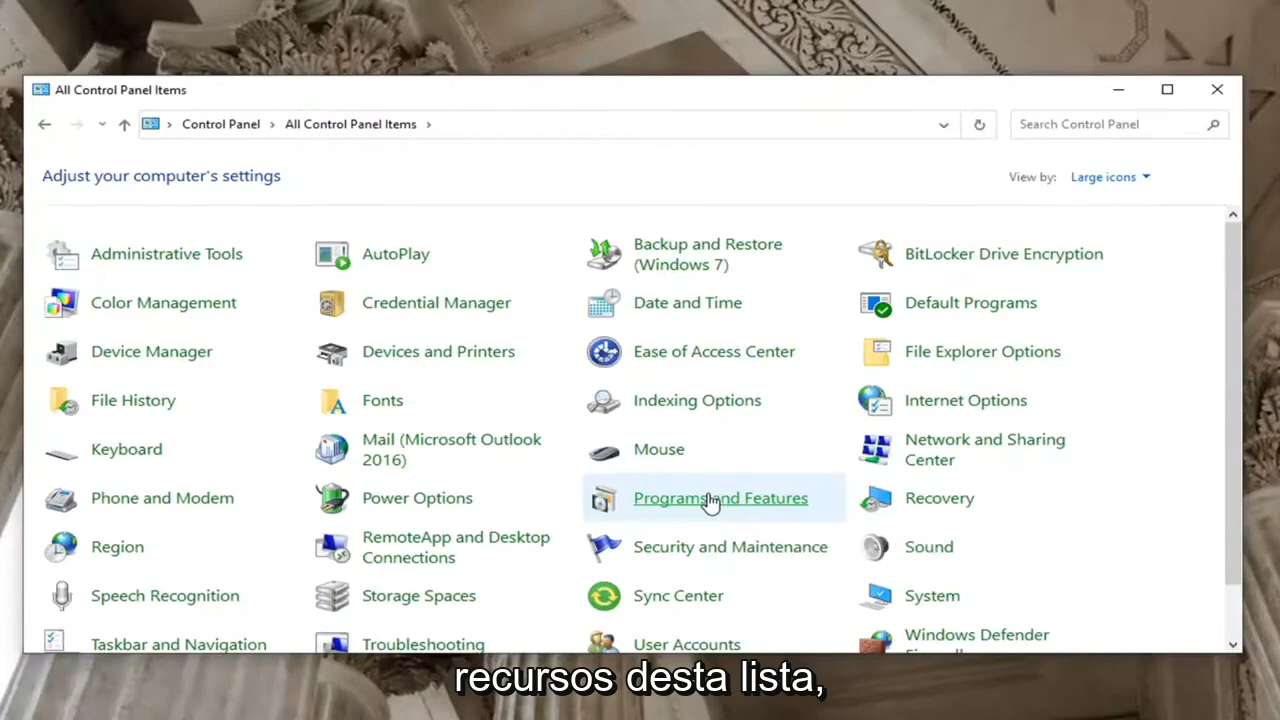 All Control Panel Items
Control Panel > All Control Panel Items >
Search Control Panel
Adjust your computer's settings
View by: Large icons
Administrative Tools
AutoPlay
Backup and Restore
(Windows 7)
BitLocker Drive Encryption
Color Management
Credential Manager
Date and Time
Default Programs
Device Manager
Devices and Printers
Ease of Access Center
File Explorer Options
File History
Fonts
Indexing Options
Internet Options
Keyboard
Mail (Microsoft Outlook
2016)
Mouse
Network and Sharing
Center
Phone and Modem
Power Options
Programs and Features
Recovery
Region
RemoteApp and Desktop
Connections
Security and Maintenance
Sound
Speech Recognition
Storage Spaces
Sync Center
System
Taskbar and Navigation
Troubleshooting
User Accounts
Windows Defender
recursos desta lista,